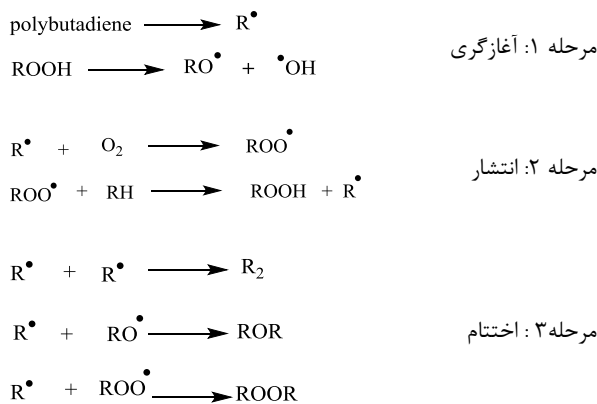 polybutadiene → R•
مرحله ۱: آغازگری
ROOH → RO• + •OH
R• + O₂ → ROO•
مرحله ۲: انتشار
ROO• + RH → ROOH + R•
R• + R• → R₂
R• + RO• → ROR
مرحله۳ : اختتام
R• + ROO• → ROOR